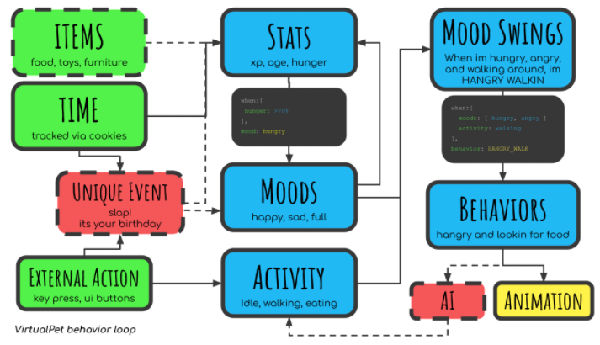 ITEMS
food, toys, furniture
TIME
tracked via cookies
UNIQUE EVENT
slap!
its your birthday
EXTERNAL ACTION
key press, ui buttons
VirtualPet behavior loop
STATS
xp, age, hunger
when:{
hunger: >700
},
mood: hungry
MOODS
happy, sad, full
ACTIVITY
Idle, walking, eating
MOOD SWINGS
When im hungry, angry,
and walking around, im
HANGRY WALKIN
when:{
moods: [ hungry, angry ]
activity: walking
},
behavior: HANGRY_WALK
BEHAVIORS
hangry and lookin for food
AI
ANIMATION